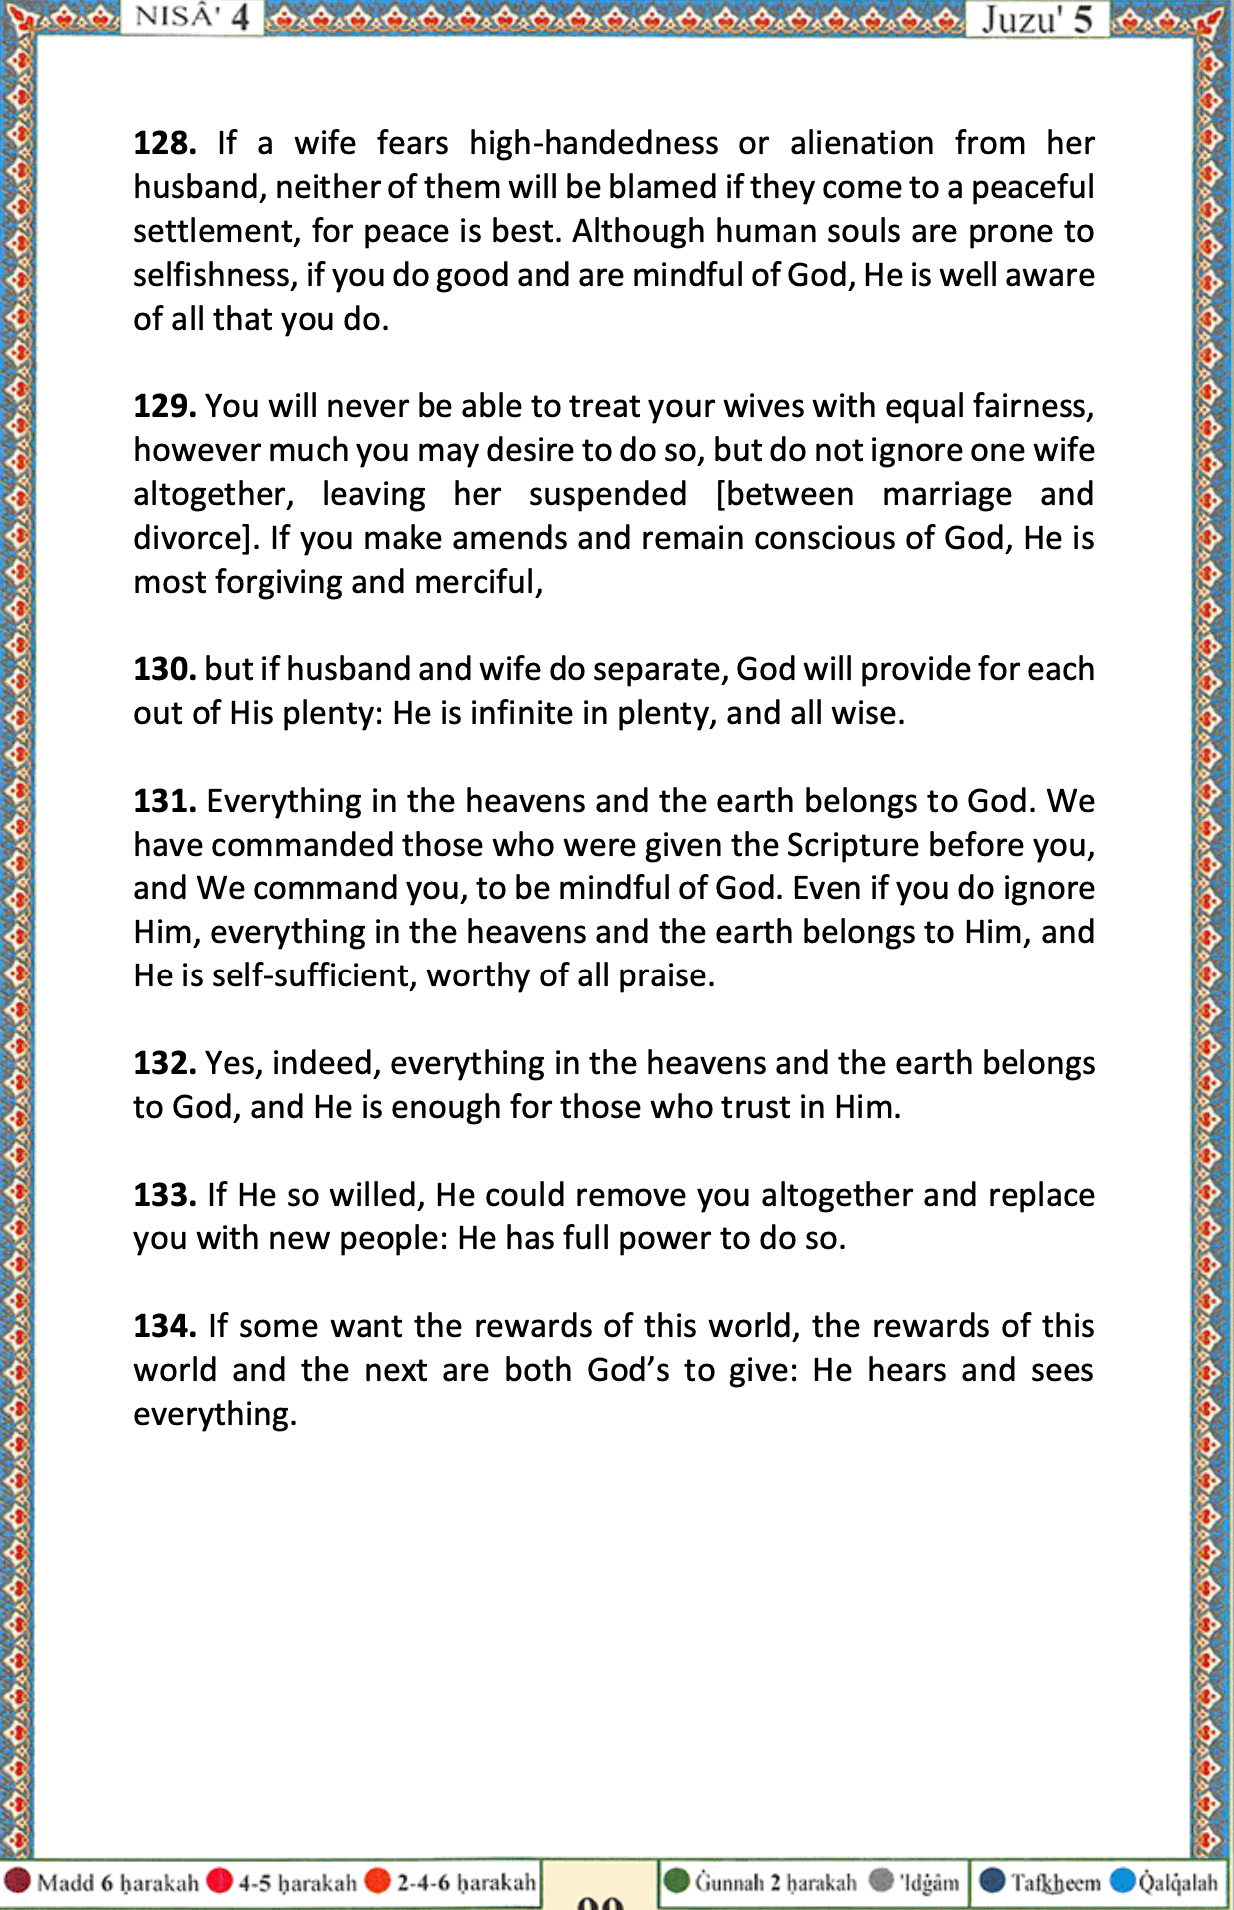 NISÂ' 4 Juzu' 5
128. If a wife fears high-handedness or alienation from her
husband, neither of them will be blamed if they come to a peaceful
settlement, for peace is best. Although human souls are prone to
selfishness, if you do good and are mindful of God, He is well aware
of all that you do.
129. You will never be able to treat your wives with equal fairness,
however much you may desire to do so, but do not ignore one wife
altogether, leaving her suspended [between marriage and
divorce]. If you make amends and remain conscious of God, He is
most forgiving and merciful,
130. but if husband and wife do separate, God will provide for each
out of His plenty: He is infinite in plenty, and all wise.
131. Everything in the heavens and the earth belongs to God. We
have commanded those who were given the Scripture before you,
and We command you, to be mindful of God. Even if you do ignore
Him, everything in the heavens and the earth belongs to Him, and
He is self-sufficient, worthy of all praise.
132. Yes, indeed, everything in the heavens and the earth belongs
to God, and He is enough for those who trust in Him.
133. If He so willed, He could remove you altogether and replace
you with new people: He has full power to do so.
134. If some want the rewards of this world, the rewards of this
world and the next are both God’s to give: He hears and sees
everything.
Madd 6 ḥarakah 4-5 ḥarakah 2-4-6 ḥarakah Ġunnah 2 ḥarakah 'Idġâm Tafkheem Qalqalah